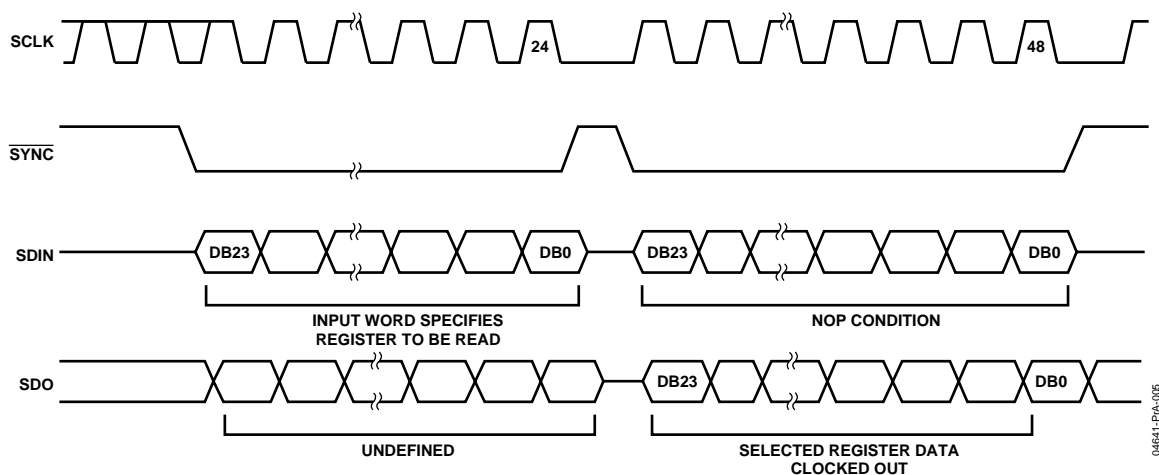 SCLK
24
48
SYNC
SDIN
DB23
DB0
DB23
DB0
INPUT WORD SPECIFIES
REGISTER TO BE READ
NOP CONDITION
SDO
DB23
DB0
UNDEFINED
SELECTED REGISTER DATA
CLOCKED OUT
04641-PrA-005